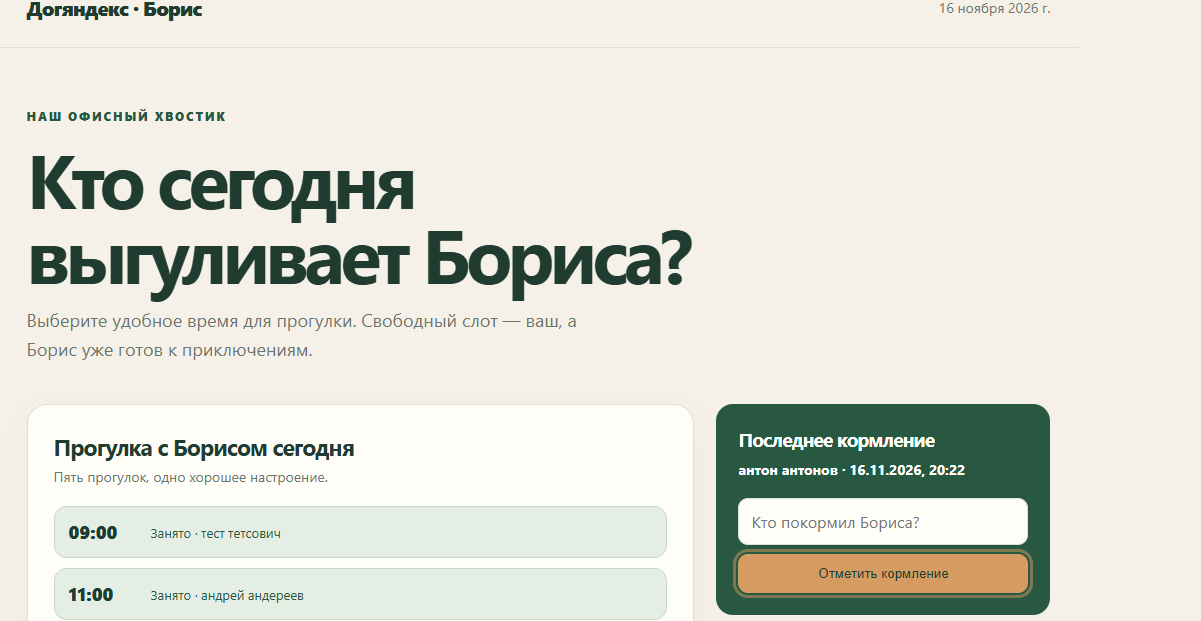 Догяндекс · Борис
16 ноября 2026 г.
НАШ ОФИСНЫЙ ХВОСТИК
Кто сегодня
выгуливает Бориса?
Выберите удобное время для прогулки. Свободный слот — ваш, а
Борис уже готов к приключениям.
Прогулка с Борисом сегодня
Пять прогулок, одно хорошее настроение.
09:00 Занято · тест тетсович
11:00 Занято · андрей андереев
Последнее кормление
антон антонов · 16.11.2026, 20:22
Кто покормил Бориса?
Отметить кормление